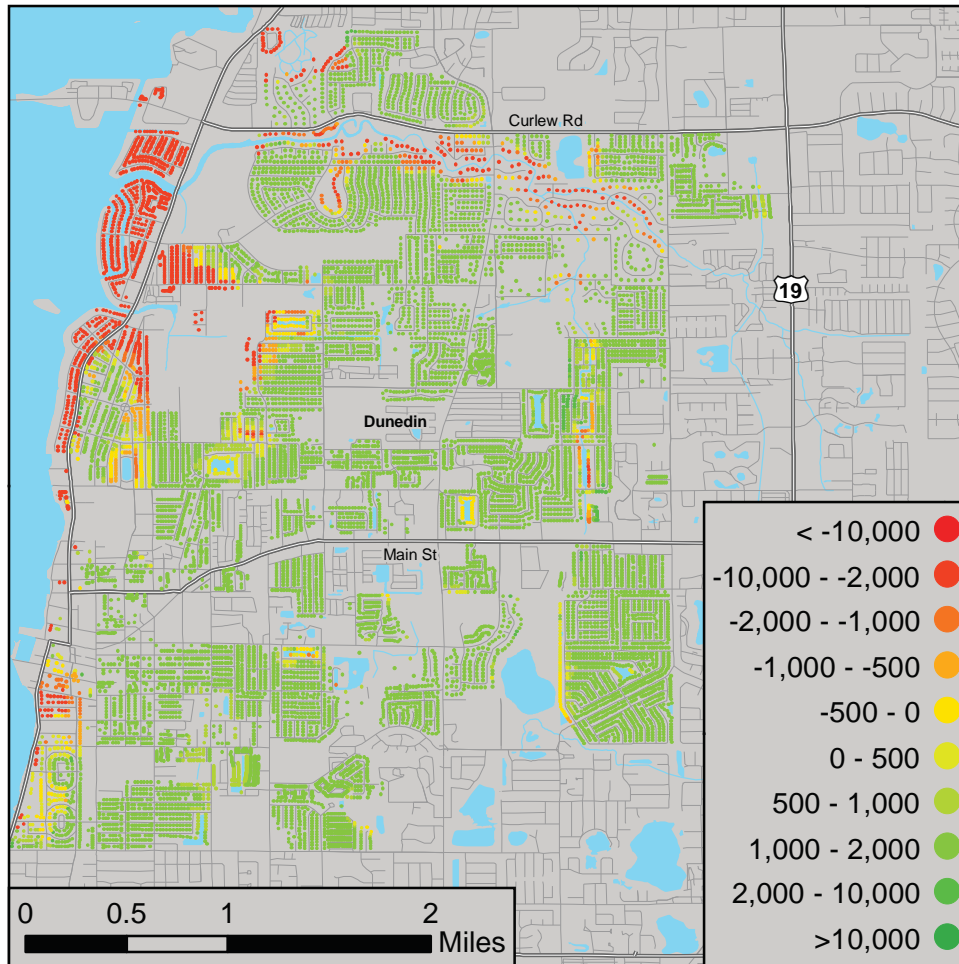 Curlew Rd
19
Dunedin
Main St
< -10,000
-10,000 - -2,000
-2,000 - -1,000
-1,000 - -500
-500 - 0
0 - 500
500 - 1,000
1,000 - 2,000
2,000 - 10,000
>10,000
0 0.5 1 2
Miles